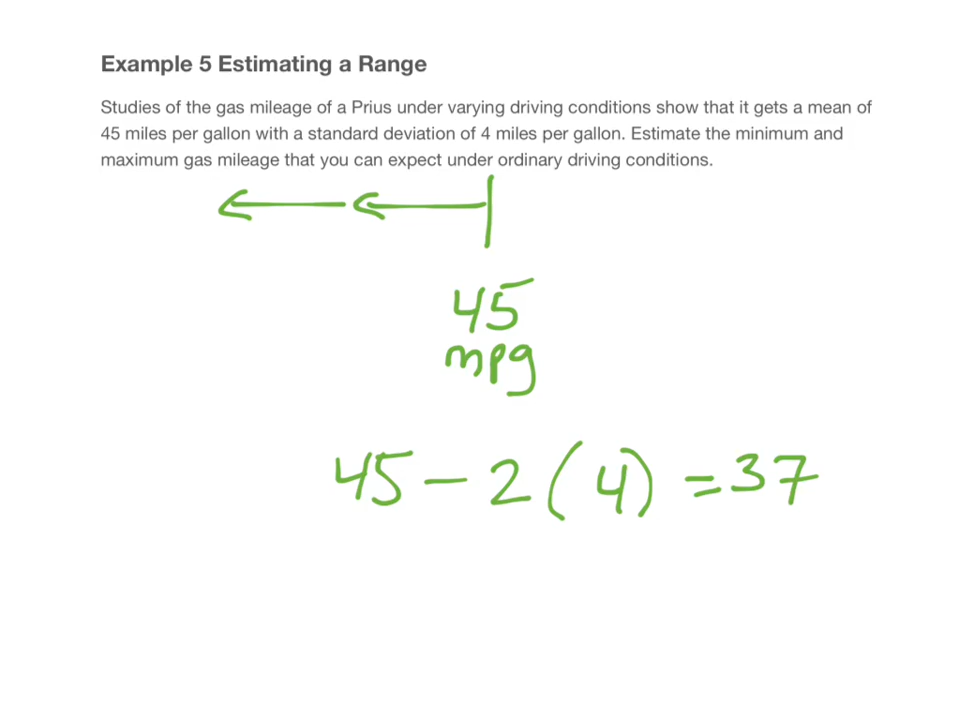 Example 5 Estimating a Range
Studies of the gas mileage of a Prius under varying driving conditions show that it gets a mean of
45 miles per gallon with a standard deviation of 4 miles per gallon. Estimate the minimum and
maximum gas mileage that you can expect under ordinary driving conditions.
45
mpg
45 - 2 (4) = 37